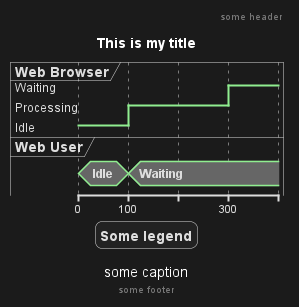 some header
This is my title
Web Browser
Waiting
Processing
Idle
Web User
Idle Waiting
0 100 300
Some legend
some caption
some footer